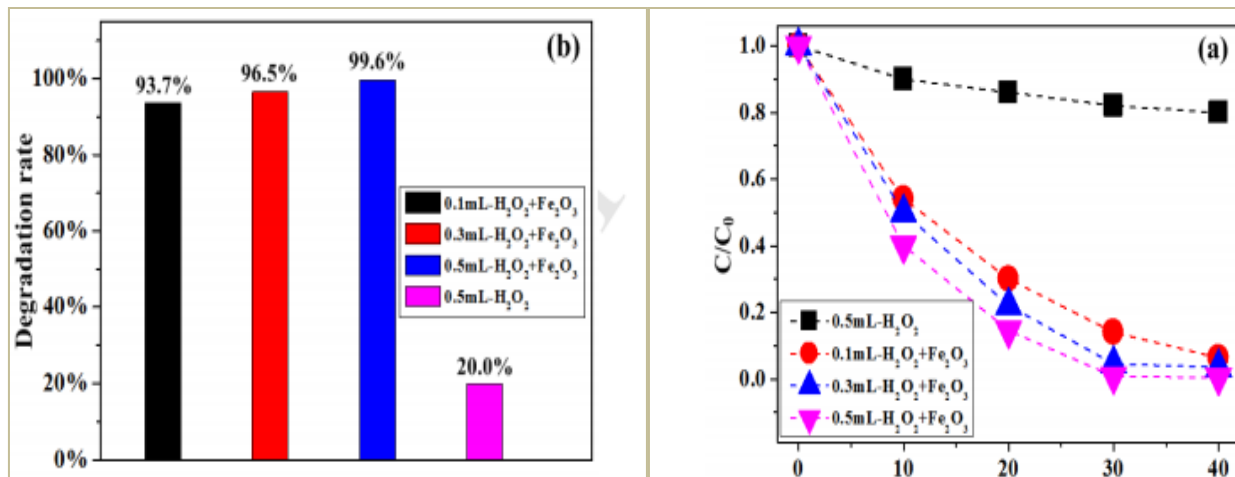 (b)
Degradation rate
100%
80%
60%
40%
20%
0%
93.7%
96.5%
99.6%
20.0%
0.1mL-H₂O₂+Fe₂O₃
0.3mL-H₂O₂+Fe₂O₃
0.5mL-H₂O₂+Fe₂O₃
0.5mL-H₂O₂
(a)
C/C₀
1.0
0.8
0.6
0.4
0.2
0.0
0.5mL-H₂O₂
0.1mL-H₂O₂+Fe₂O₃
0.3mL-H₂O₂+Fe₂O₃
0.5mL-H₂O₂+Fe₂O₃
0 10 20 30 40